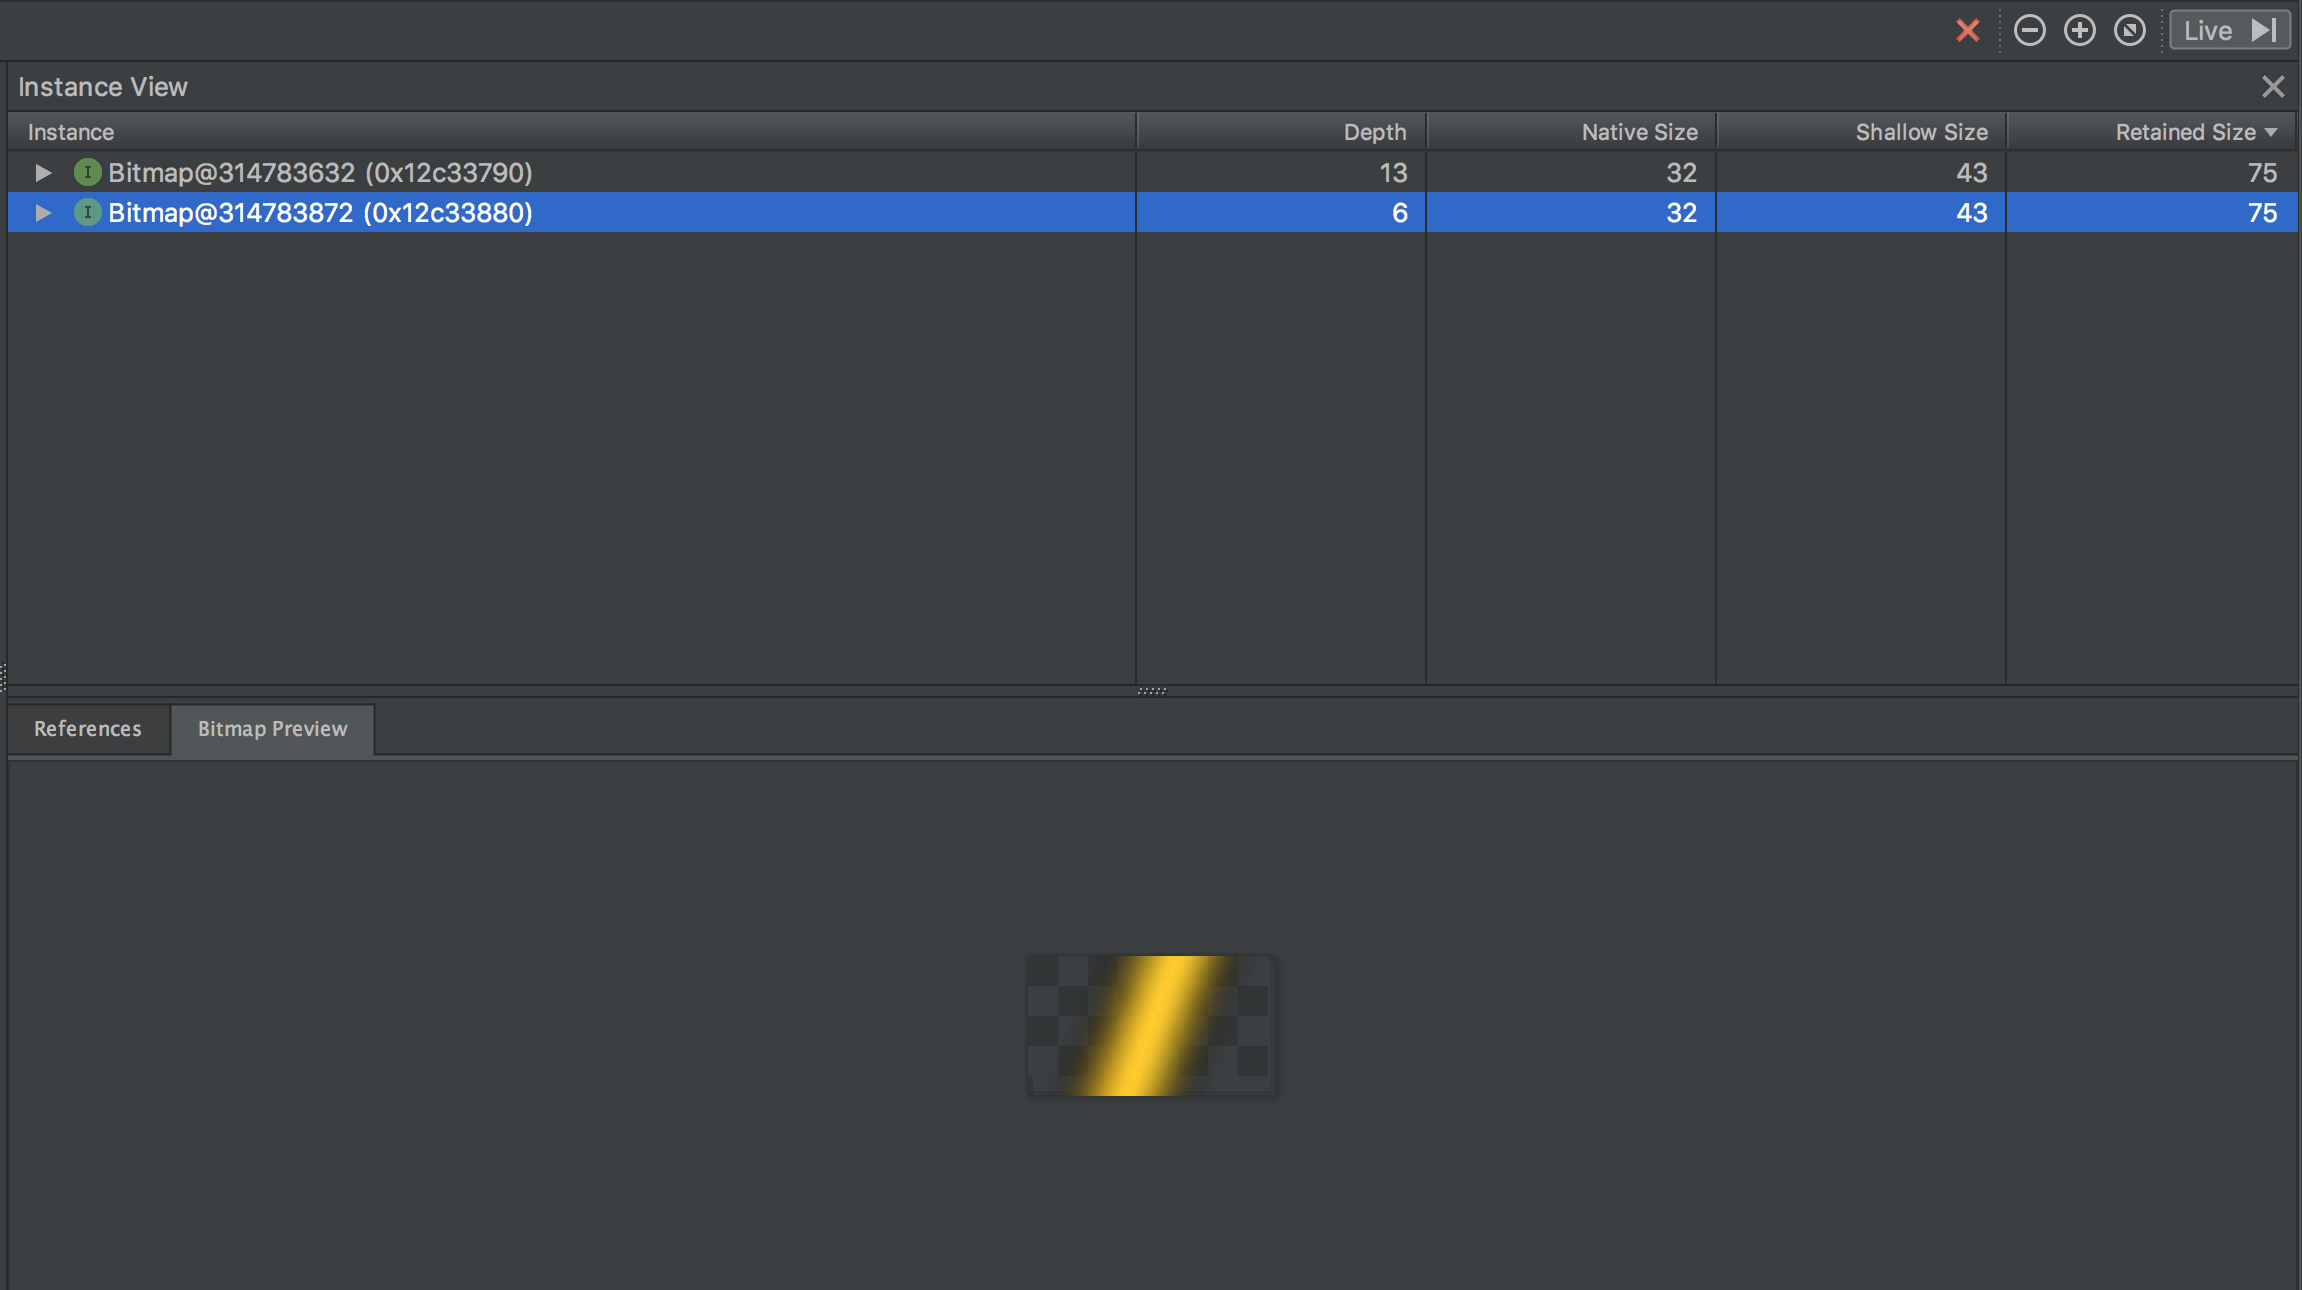 Live
Instance View
Instance Depth Native Size Shallow Size Retained Size
I Bitmap@314783632 (0x12c33790) 13 32 43 75
I Bitmap@314783872 (0x12c33880) 6 32 43 75
References Bitmap Preview